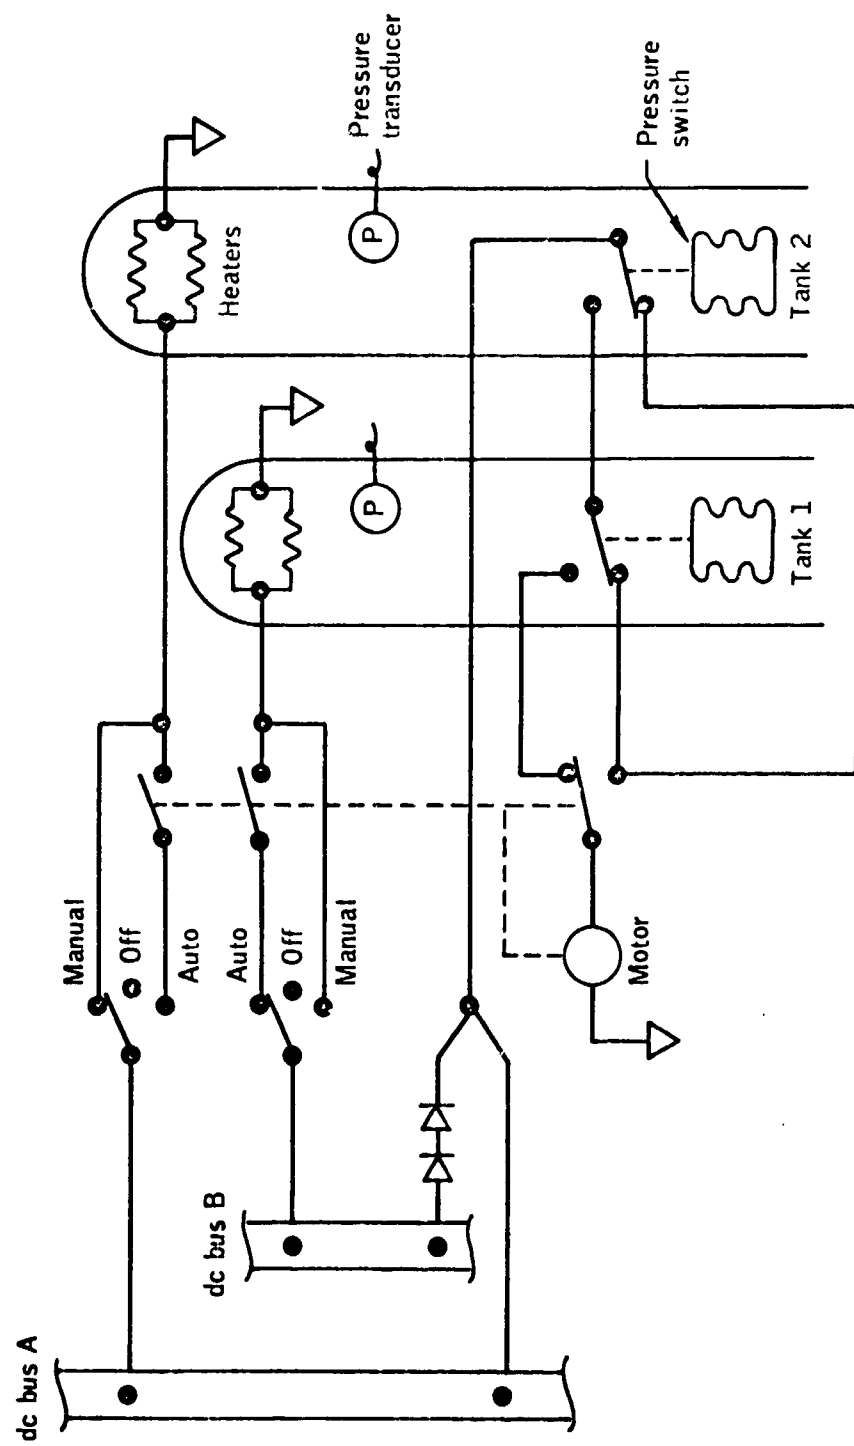 dc bus A
dc bus B
Manual
Off
Auto
Auto
Off
Manual
Motor
Heaters
P
Pressure
transducer
P
Pressure
switch
Tank 1
Tank 2